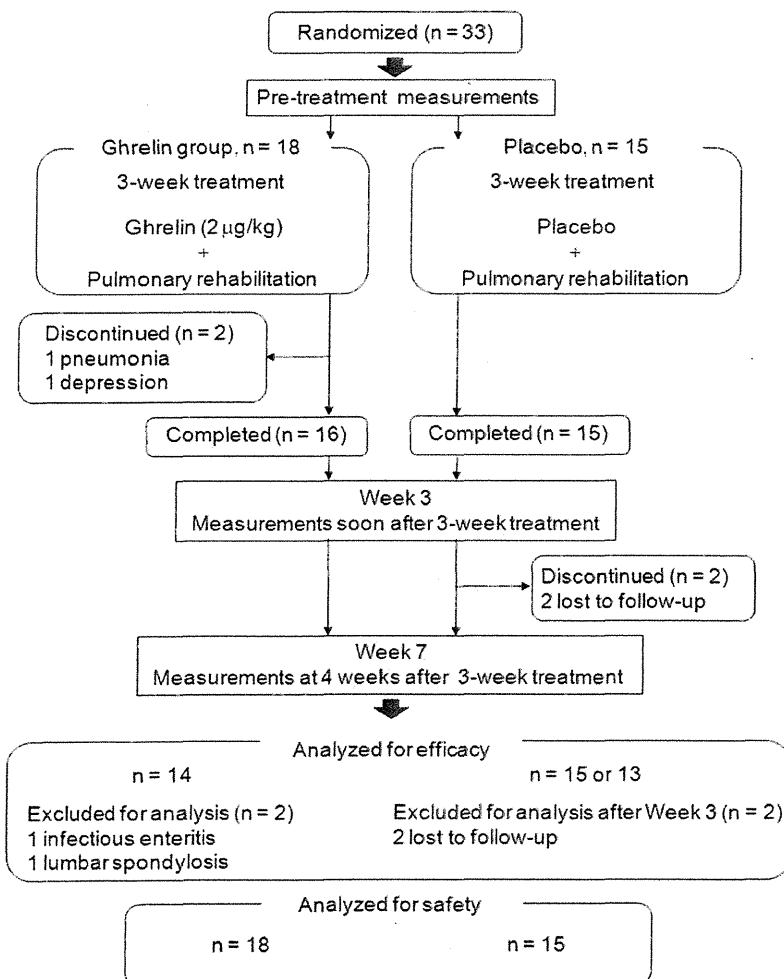 Randomized (n = 33)
Pre-treatment measurements
Ghrelin group, n = 18
3-week treatment
Ghrelin (2 μg/kg)
+
Pulmonary rehabilitation
Placebo, n = 15
3-week treatment
Placebo
+
Pulmonary rehabilitation
Discontinued (n = 2)
1 pneumonia
1 depression
Completed (n = 16)
Completed (n = 15)
Week 3
Measurements soon after 3-week treatment
Discontinued (n = 2)
2 lost to follow-up
Week 7
Measurements at 4 weeks after 3-week treatment
Analyzed for efficacy
n = 14
Excluded for analysis (n = 2)
1 infectious enteritis
1 lumbar spondylosis
n = 15 or 13
Excluded for analysis after Week 3 (n = 2)
2 lost to follow-up
Analyzed for safety
n = 18
n = 15